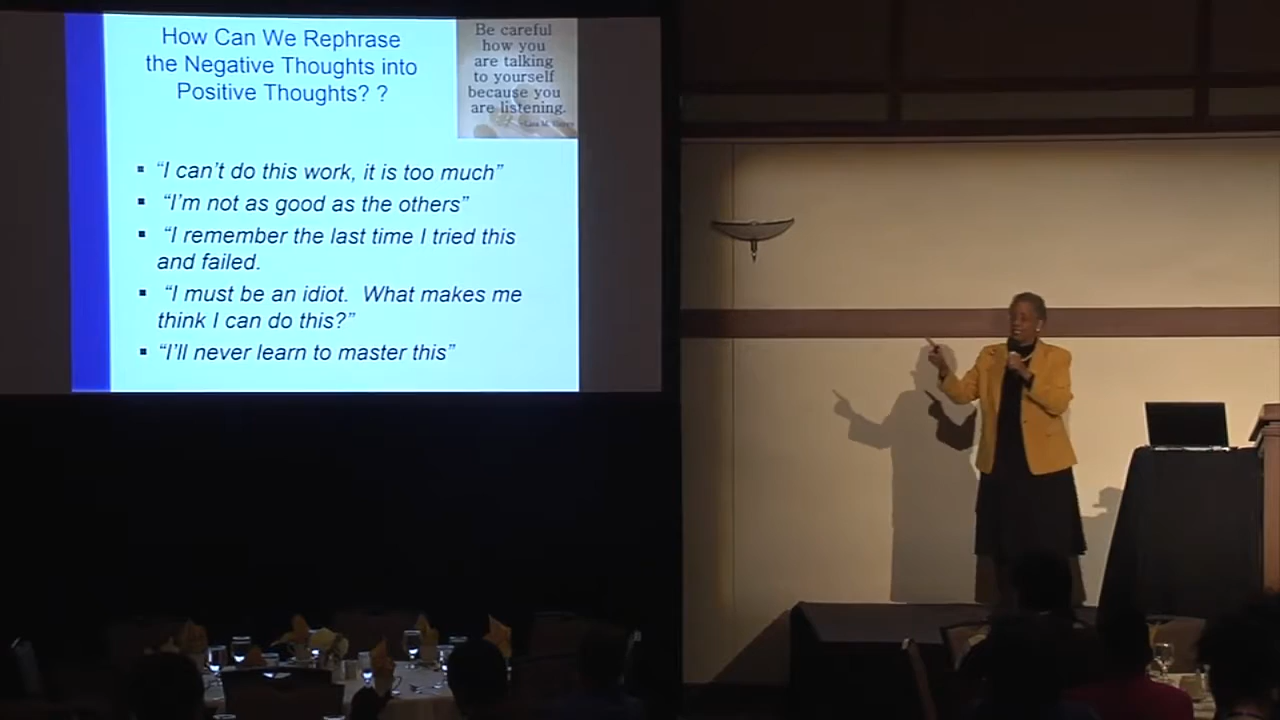 How Can We Rephrase
the Negative Thoughts into
Positive Thoughts? ?
Be careful
how you
are talking
to yourself
because you
are listening.
▪ “I can’t do this work, it is too much”
▪ “I’m not as good as the others”
▪ “I remember the last time I tried this
and failed.
▪ “I must be an idiot.  What makes me
think I can do this?”
▪ “I’ll never learn to master this”